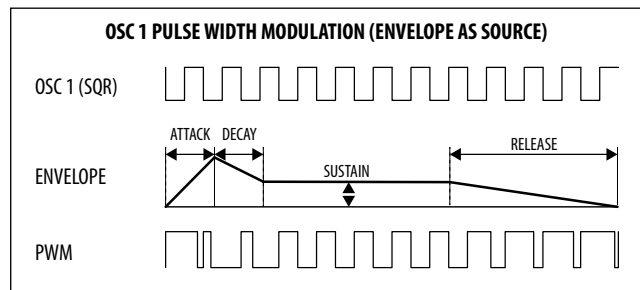 OSC 1 PULSE WIDTH MODULATION (ENVELOPE AS SOURCE)
OSC 1 (SQR)
ATTACK DECAY RELEASE
ENVELOPE SUSTAIN
PWM